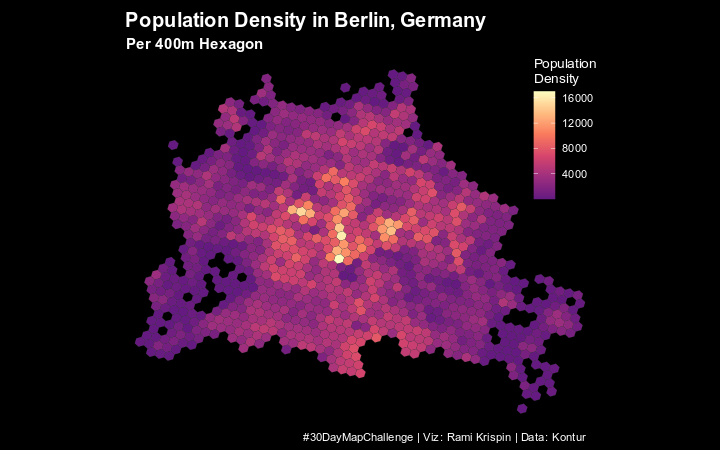 Population Density in Berlin, Germany
Per 400m Hexagon
Population
Density
16000
12000
8000
4000
#30DayMapChallenge | Viz: Rami Krispin | Data: Kontur